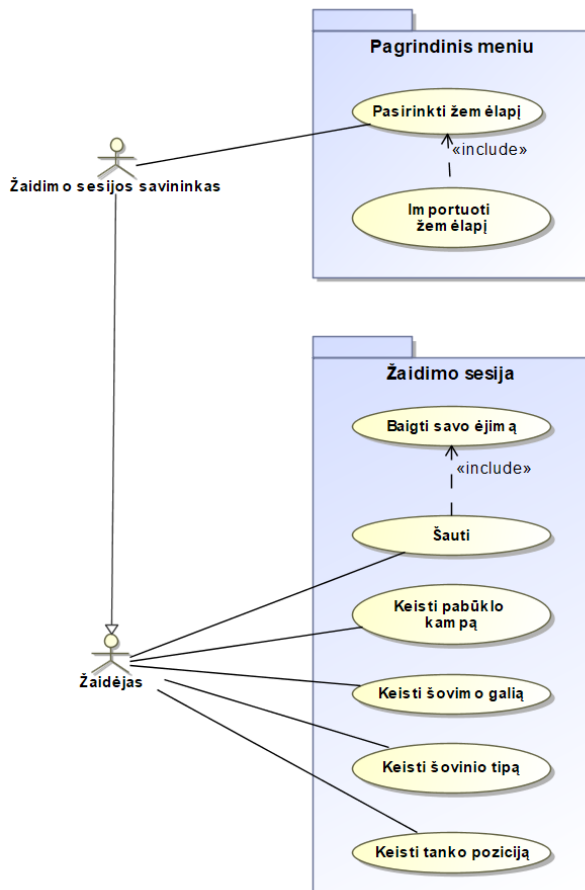 Pagrindinis meniu
Pasirinkti žemėlapį
«include»
Žaidimo sesijos savininkas
Importuoti
žemėlapį
Žaidimo sesija
Baigti savo ėjimą
«include»
Šauti
Keisti pabūklo
kampą
Žaidėjas
Keisti šovimo galią
Keisti šovinio tipą
Keisti tanko poziciją